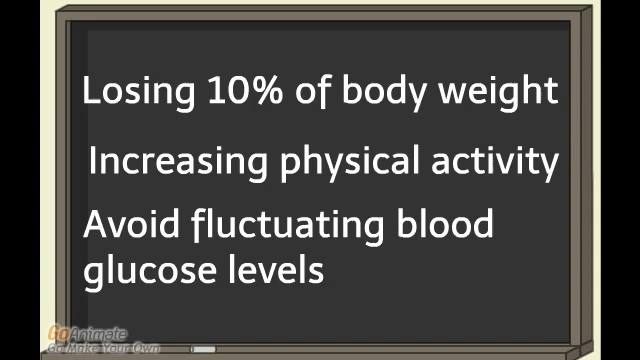 Losing 10% of body weight
Increasing physical activity
Avoid fluctuating blood
glucose levels
GoAnimate
Go Make Your Own